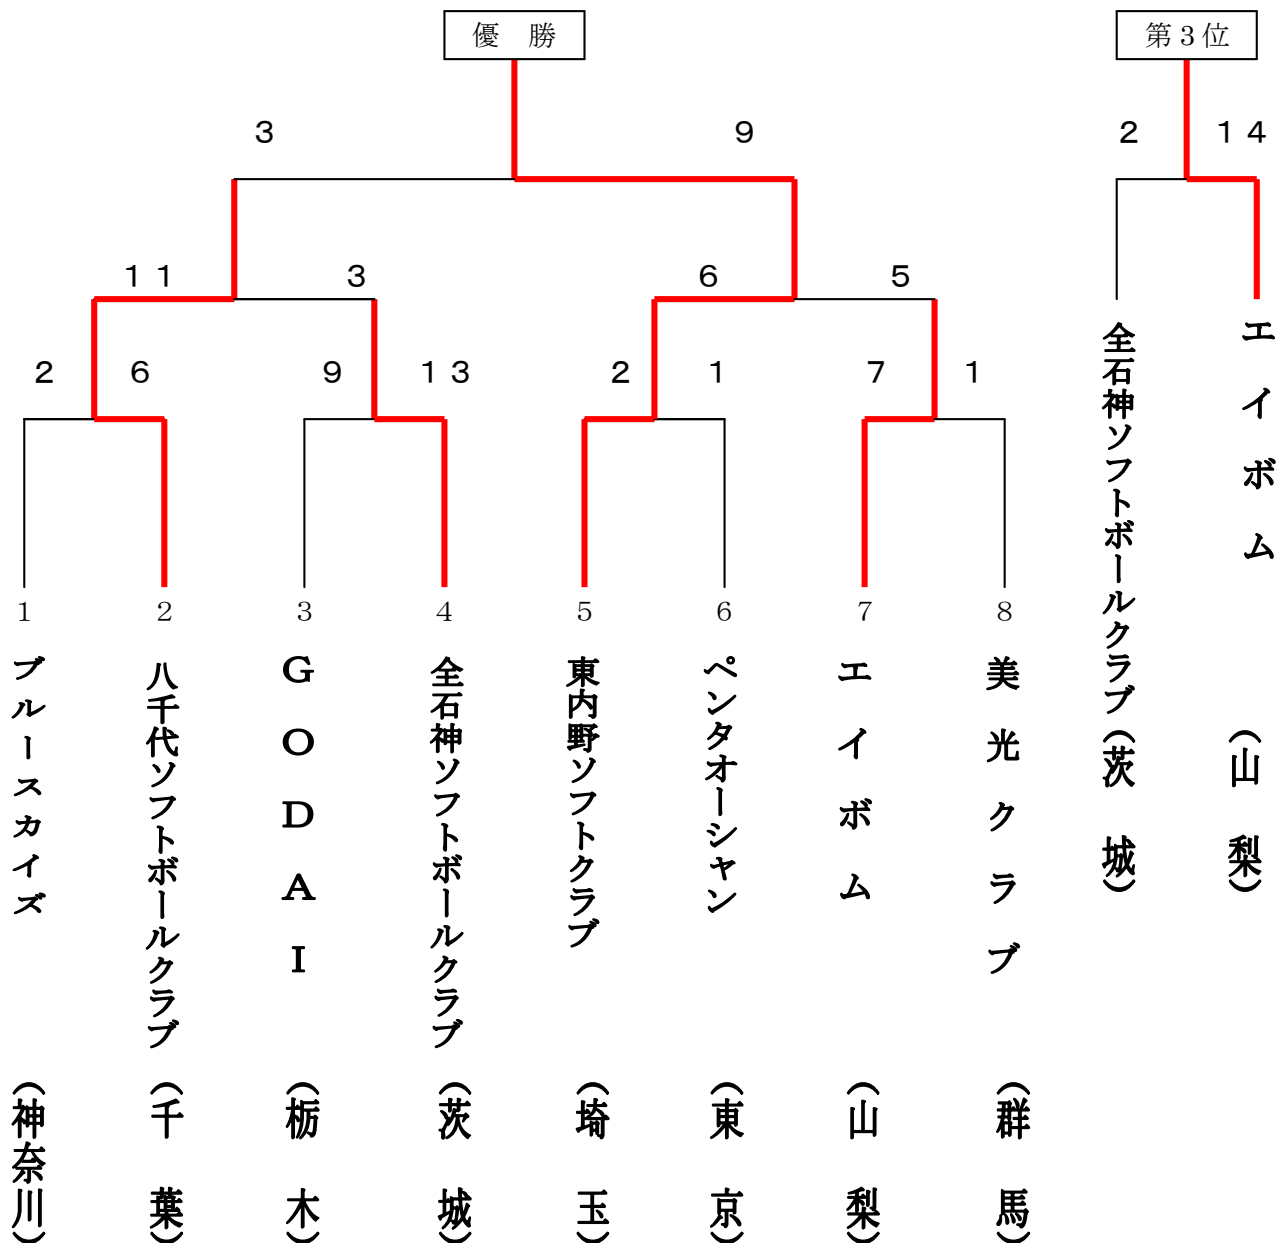 優　勝
第３位
3
9
2
１４
１１
3
6
5
2
6
9
１３
2
1
7
1
1
2
3
4
5
6
7
8
ブルースカイズ
（神奈川）
八千代ソフトボールクラブ
（千　葉）
ＧＯＤＡＩ
（栃　木）
全石神ソフトボールクラブ
（茨　城）
東内野ソフトクラブ
（埼　玉）
ペンタオーシャン
（東　京）
エイボム
（山　梨）
美光クラブ
（群　馬）
全石神ソフトボールクラブ（茨　城）
エイボム
（山　梨）